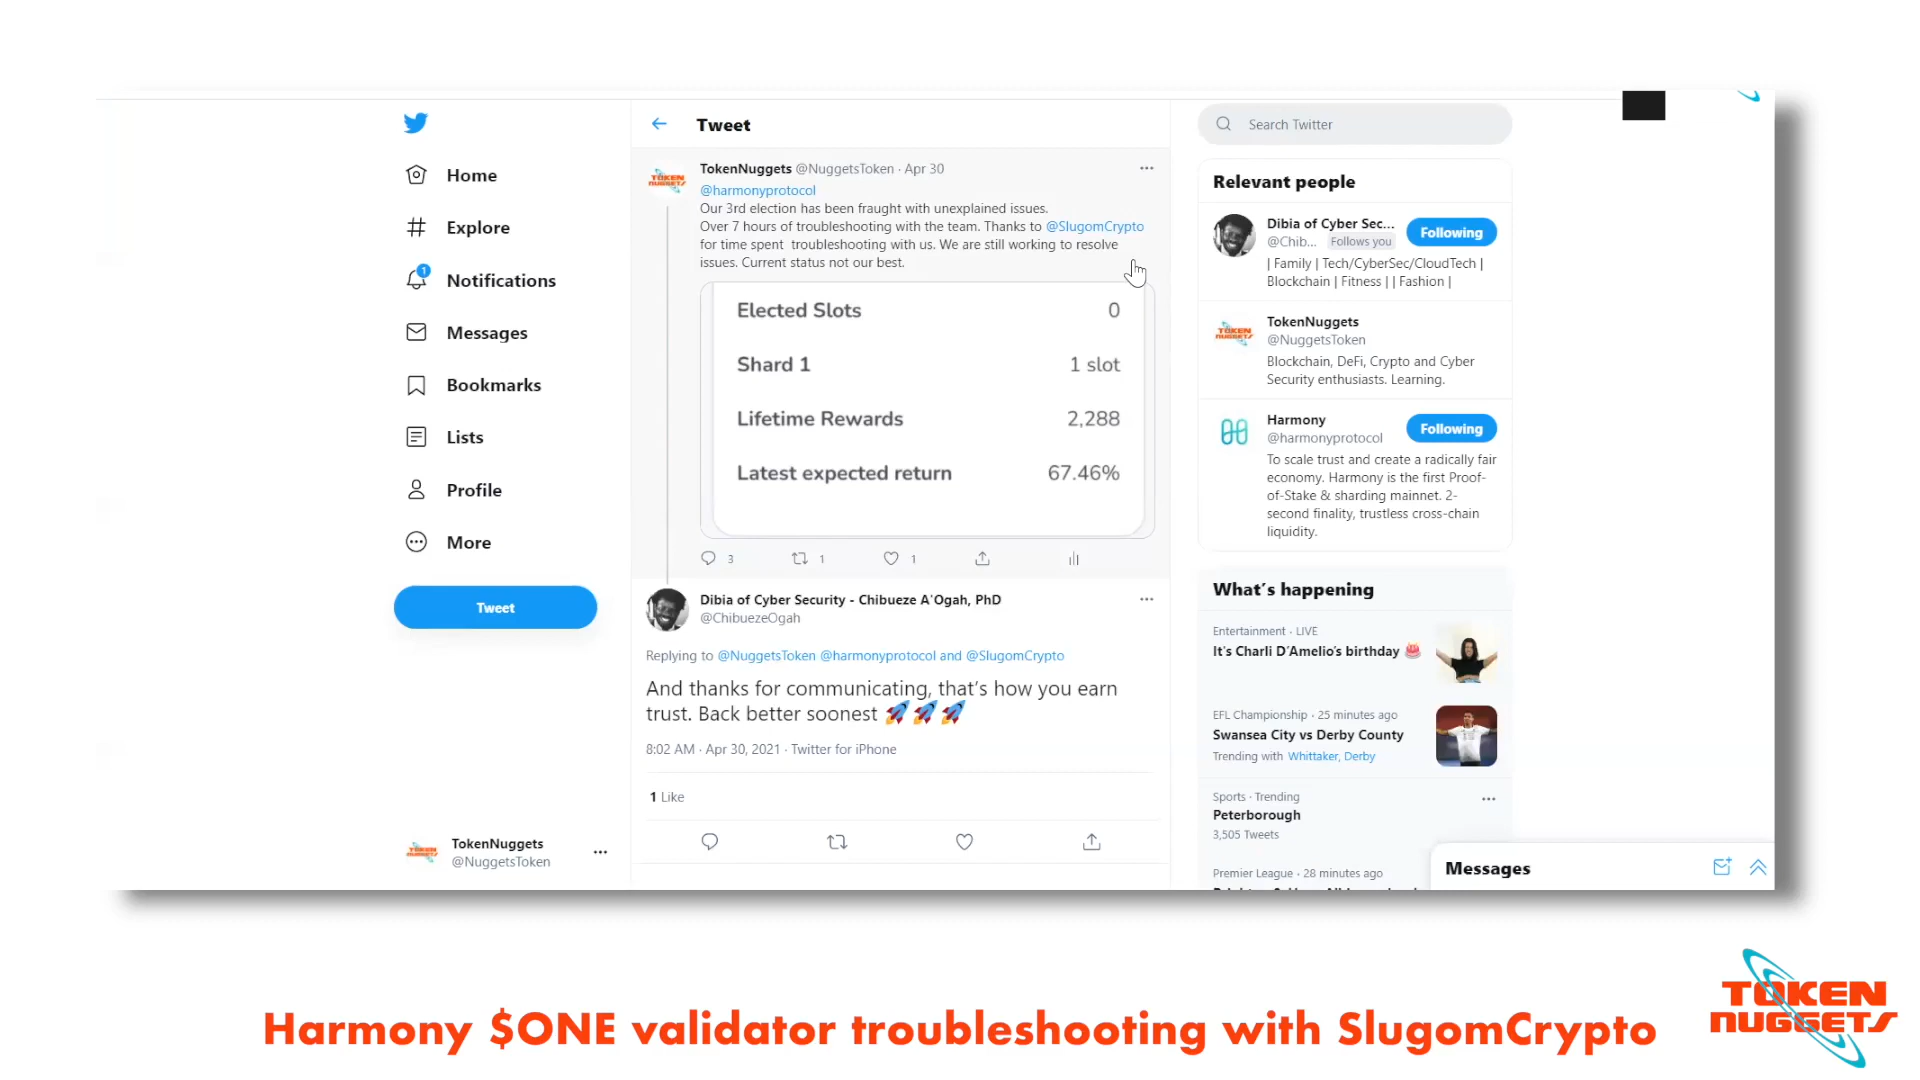 Home
Explore
1
Notifications
Messages
Bookmarks
Lists
Profile
More
Tweet
TokenNuggets
@NuggetsToken
Tweet
TOKEN
NUGGETS
TokenNuggets @NuggetsToken · Apr 30
@harmonyprotocol
Our 3rd election has been fraught with unexplained issues.
Over 7 hours of troubleshooting with the team. Thanks to @SlugomCrypto
for time spent troubleshooting with us. We are still working to resolve
issues. Current status not our best.
Elected Slots 0
Shard 1 1 slot
Lifetime Rewards 2,288
Latest expected return 67.46%
3 1 1
Dibia of Cyber Security - Chibueze A'Ogah, PhD
@ChibuezeOgah
Replying to @NuggetsToken @harmonyprotocol and @SlugomCrypto
And thanks for communicating, that's how you earn
trust. Back better soonest 🚀🚀🚀
8:02 AM · Apr 30, 2021 · Twitter for iPhone
1 Like
Search Twitter
Relevant people
Dibia of Cyber Sec...
@Chib... Follows you
Following
| Family | Tech/CyberSec/CloudTech |
Blockchain | Fitness | | Fashion |
TOKEN
NUGGETS
TokenNuggets
@NuggetsToken
Blockchain, DeFi, Crypto and Cyber
Security enthusiasts. Learning.
Harmony
@harmonyprotocol
Following
To scale trust and create a radically fair
economy. Harmony is the first Proof-
of-Stake & sharding mainnet. 2-
second finality, trustless cross-chain
liquidity.
What's happening
Entertainment · LIVE
It's Charli D'Amelio's birthday 🎂
EFL Championship · 25 minutes ago
Swansea City vs Derby County
Trending with Whittaker, Derby
Sports · Trending
Peterborough
3,505 Tweets
Premier League · 28 minutes ago
Messages
Harmony $ONE validator troubleshooting with SlugomCrypto
TOKEN
NUGGETS